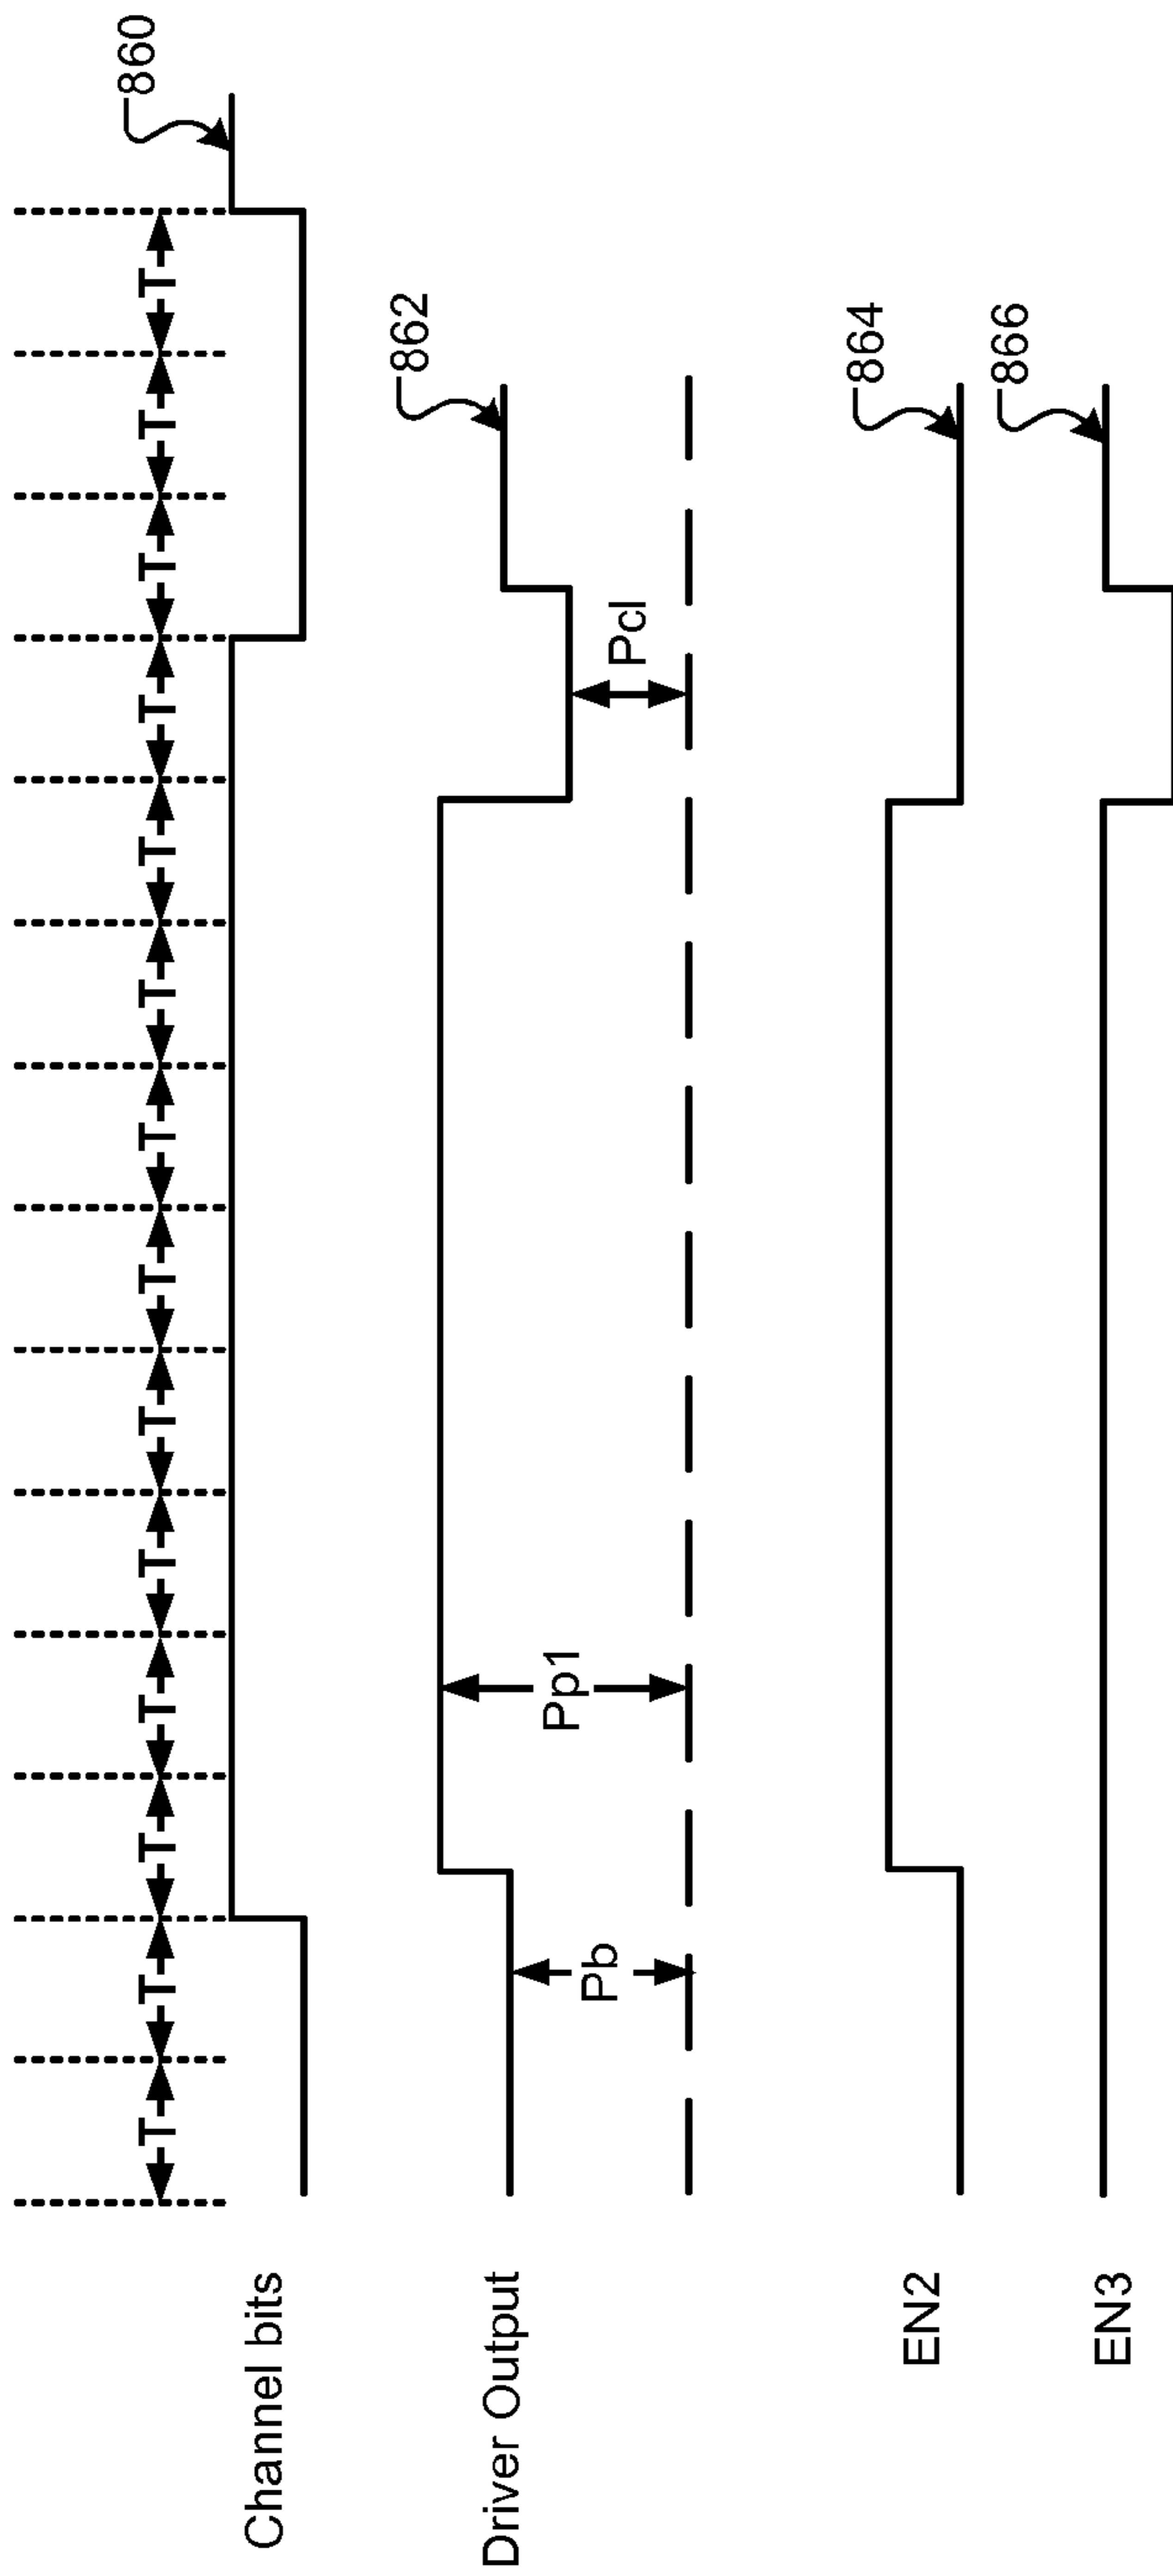 860
T T T T T T T T T T T T T T
Channel bits
862
Driver Output
Pb
Pp1
Pcl
864
EN2
866
EN3